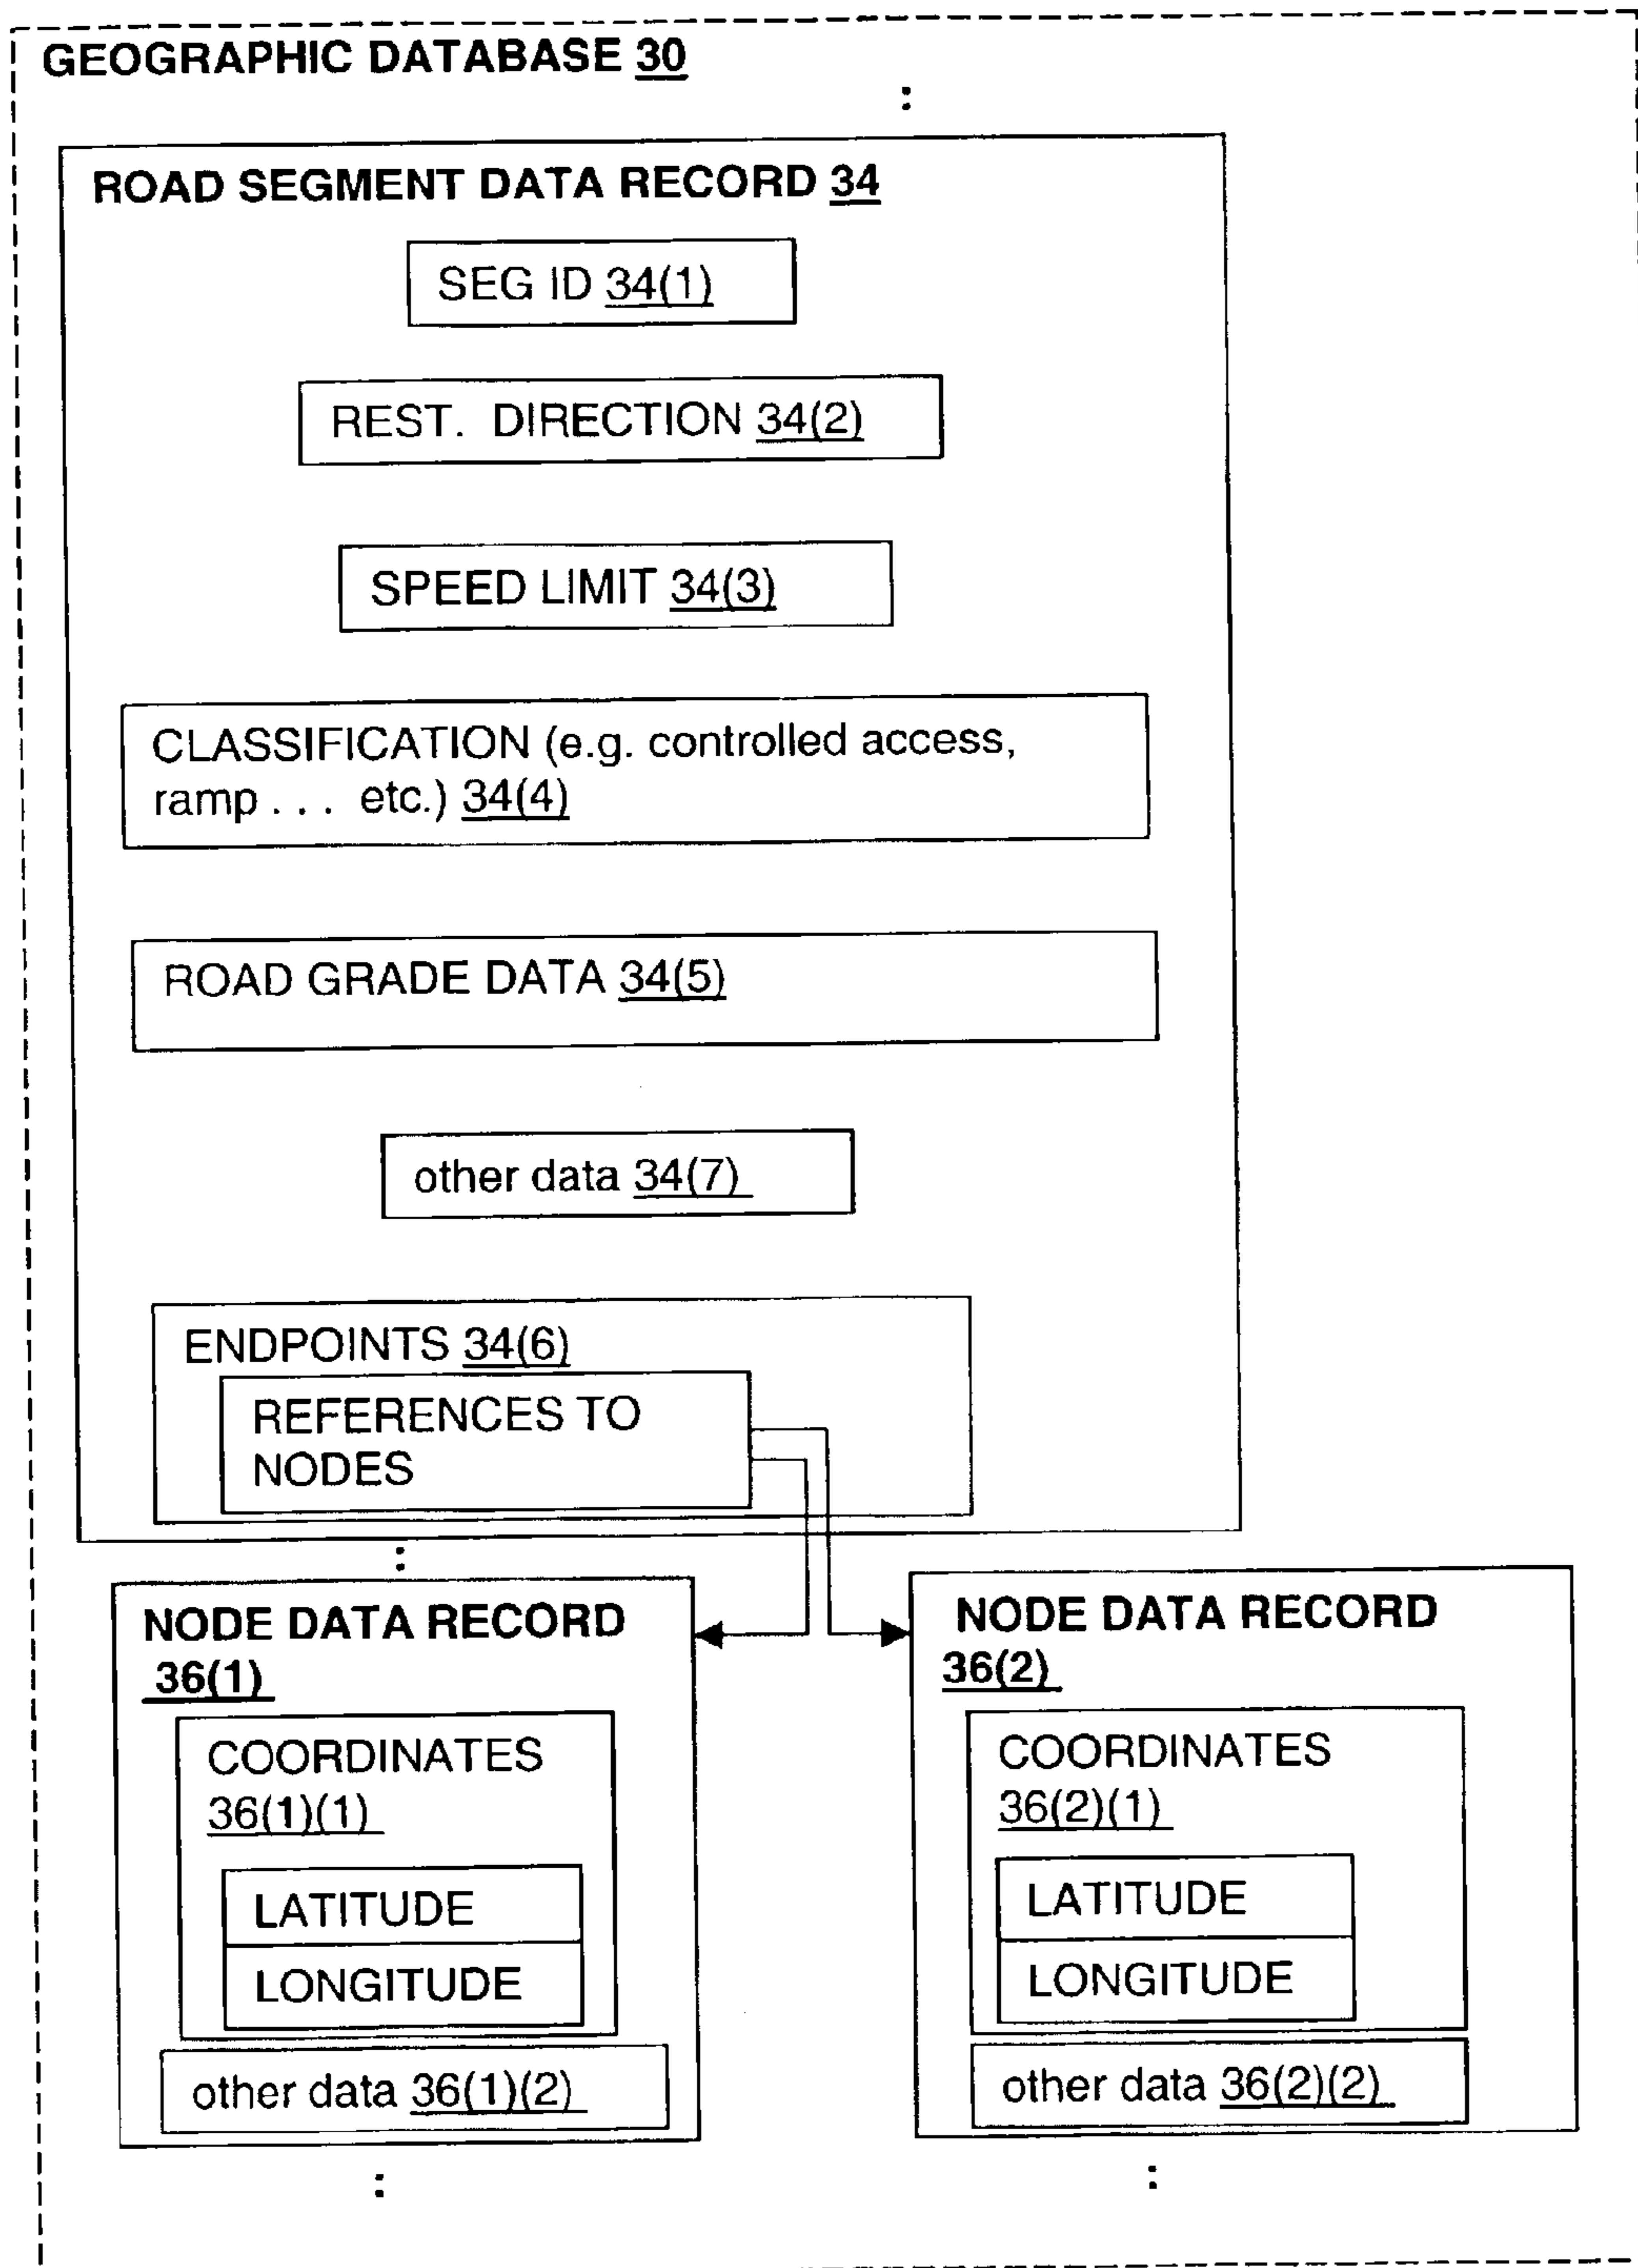 GEOGRAPHIC DATABASE 30
:
ROAD SEGMENT DATA RECORD 34
SEG ID 34(1)
REST. DIRECTION 34(2)
SPEED LIMIT 34(3)
CLASSIFICATION (e.g. controlled access,
ramp . . . etc.) 34(4)
ROAD GRADE DATA 34(5)
other data 34(7)
ENDPOINTS 34(6)
REFERENCES TO
NODES
:
NODE DATA RECORD
36(1)
COORDINATES
36(1)(1)
LATITUDE
LONGITUDE
other data 36(1)(2)
:
NODE DATA RECORD
36(2)
COORDINATES
36(2)(1)
LATITUDE
LONGITUDE
other data 36(2)(2)
: